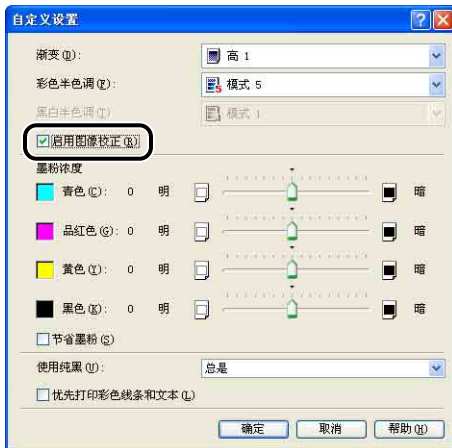 自定义设置
渐变(D): 高 1
彩色半色调(F): 模式 5
黑白半色调(T) 模式 1
启用图像校正(R)
墨粉浓度
青色(C): 0 明 暗
品红色(G): 0 明 暗
黄色(Y): 0 明 暗
黑色(K): 0 明 暗
节省墨粉(S)
使用纯黑(U): 总是
优先打印彩色线条和文本(L)
确定 取消 帮助(H)